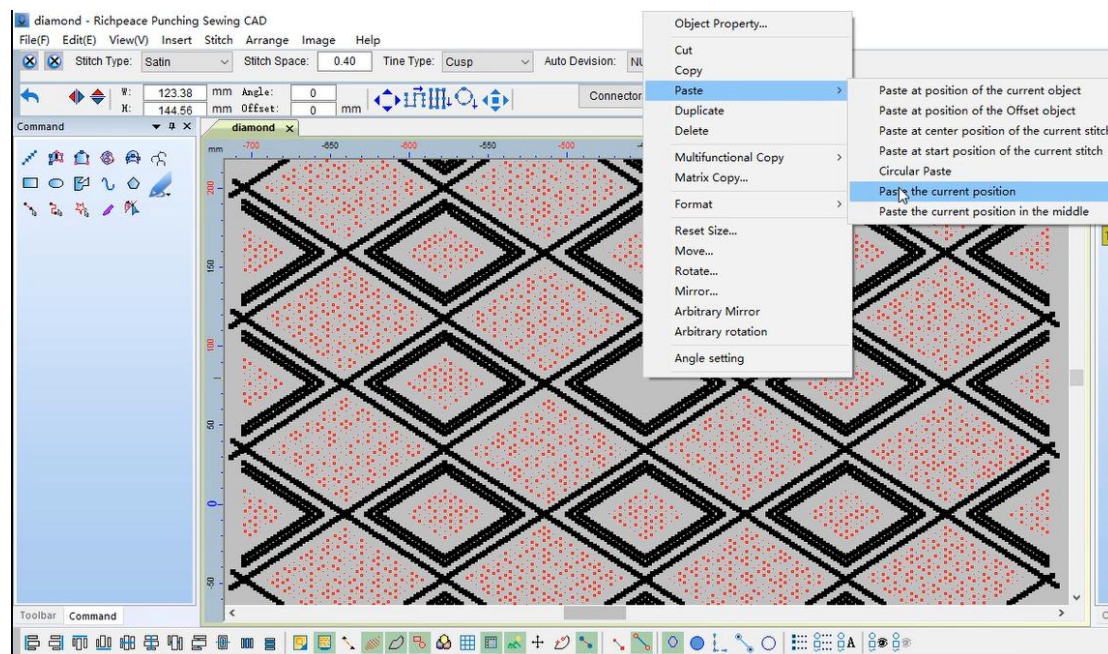 diamond - Richpeace Punching Sewing CAD
File(F) Edit(E) View(V) Insert Stitch Arrange Image Help
Stitch Type: Satin Stitch Space: 0.40 Tine Type: Cusp Auto Devision: NU
W: 123.38 mm Angle: 0
H: 144.56 mm Offset: 0 mm
Connector
Command
diamond x
mm -700 -650 -600 -550 -500
200
150
100
50
0
-50
Object Property...
Cut
Copy
Paste
Duplicate
Delete
Multifunctional Copy
Matrix Copy...
Format
Reset Size...
Move...
Rotate...
Mirror...
Arbitrary Mirror
Arbitrary rotation
Angle setting
Paste at position of the current object
Paste at position of the Offset object
Paste at center position of the current stitch
Paste at start position of the current stitch
Circular Paste
Paste the current position
Paste the current position in the middle
Toolbar Command